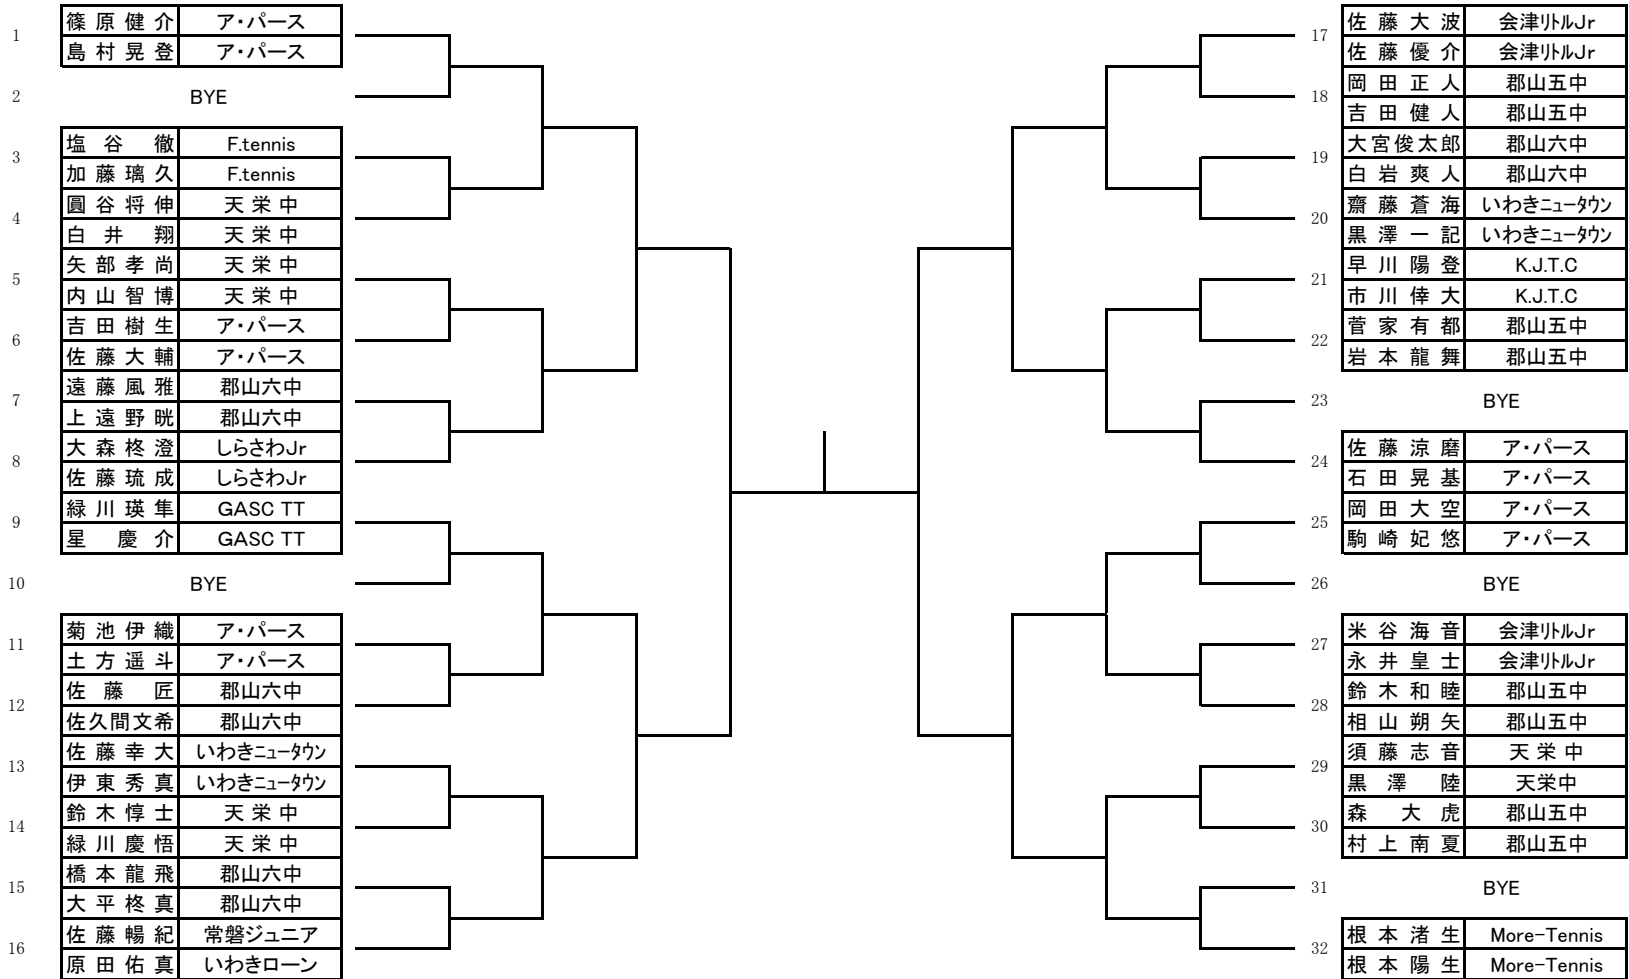 篠原健介 ア・パース
1
島村晃登 ア・パース
2 BYE
塩谷 徹 F.tennis
3
加藤璃久 F.tennis
圓谷将伸 天栄中
4
白井 翔 天栄中
矢部孝尚 天栄中
5
内山智博 天栄中
吉田樹生 ア・パース
6
佐藤大輔 ア・パース
遠藤風雅 郡山六中
7
上遠野晄 郡山六中
大森柊澄 しらさわJr
8
佐藤琉成 しらさわJr
緑川瑛隼 GASC TT
9
星 慶介 GASC TT
10 BYE
菊池伊織 ア・パース
11
土方遥斗 ア・パース
佐藤 匠 郡山六中
12
佐久間文希 郡山六中
佐藤幸大 いわきニュータウン
13
伊東秀真 いわきニュータウン
鈴木惇士 天栄中
14
緑川慶悟 天栄中
橋本龍飛 郡山六中
15
大平柊真 郡山六中
佐藤暢紀 常磐ジュニア
16
原田佑真 いわきローン
佐藤大波 会津リトルJr
17
佐藤優介 会津リトルJr
岡田正人 郡山五中
18
吉田健人 郡山五中
大宮俊太郎 郡山六中
19
白岩爽人 郡山六中
齋藤蒼海 いわきニュータウン
20
黒澤一記 いわきニュータウン
早川陽登 K.J.T.C
21
市川倖大 K.J.T.C
菅家有都 郡山五中
22
岩本龍舞 郡山五中
23 BYE
佐藤涼磨 ア・パース
24
石田晃基 ア・パース
岡田大空 ア・パース
25
駒崎妃悠 ア・パース
26 BYE
米谷海音 会津リトルJr
27
永井皇士 会津リトルJr
鈴木和睦 郡山五中
28
相山朔矢 郡山五中
須藤志音 天栄中
29
黒澤 陸 天栄中
森 大虎 郡山五中
30
村上南夏 郡山五中
31 BYE
根本渚生 More-Tennis
32
根本陽生 More-Tennis